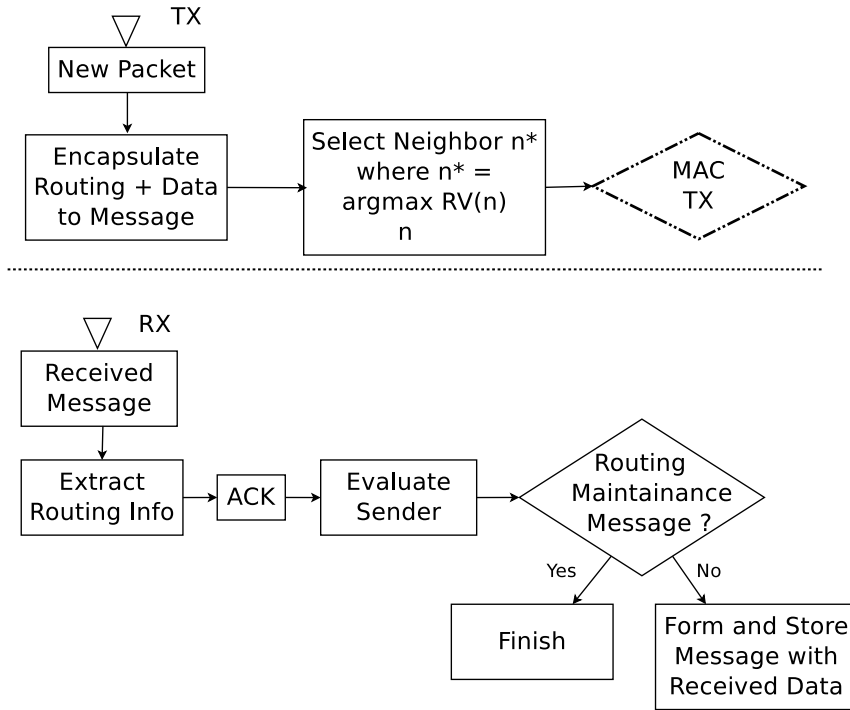 TX
New Packet
Encapsulate
Routing + Data
to Message
Select Neighbor n*
where n* =
argmax RV(n)
n
MAC
TX
RX
Received
Message
Extract
Routing Info
ACK
Evaluate
Sender
Routing
Maintainance
Message ?
Yes
No
Finish
Form and Store
Message with
Received Data